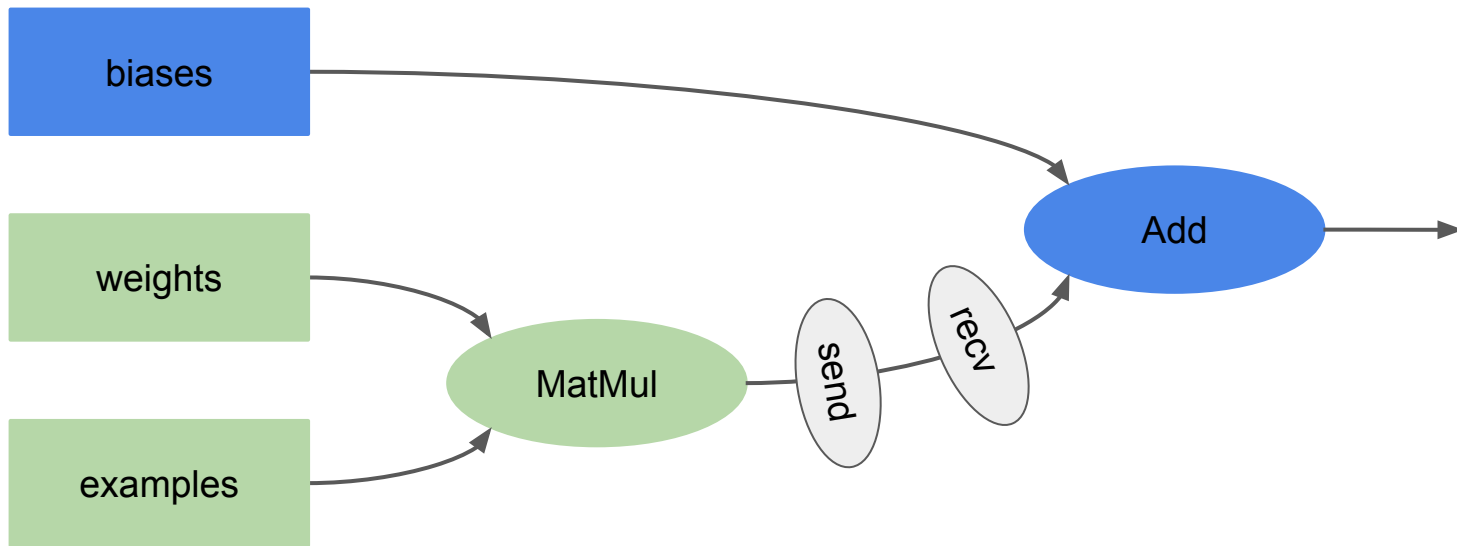 biases
weights
examples
MatMul
send
recv
Add